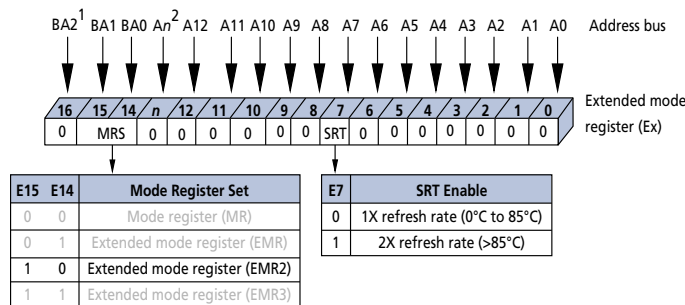 BA2¹ BA1 BA0 An² A12 A11 A10 A9 A8 A7 A6 A5 A4 A3 A2 A1 A0 Address bus
16 15 14 n 12 11 10 9 8 7 6 5 4 3 2 1 0 Extended mode
0 MRS 0 0 0 0 0 0 SRT 0 0 0 0 0 0 0 register (Ex)
E15 E14 Mode Register Set
0 0 Mode register (MR)
0 1 Extended mode register (EMR)
1 0 Extended mode register (EMR2)
1 1 Extended mode register (EMR3)
E7 SRT Enable
0 1X refresh rate (0°C to 85°C)
1 2X refresh rate (>85°C)